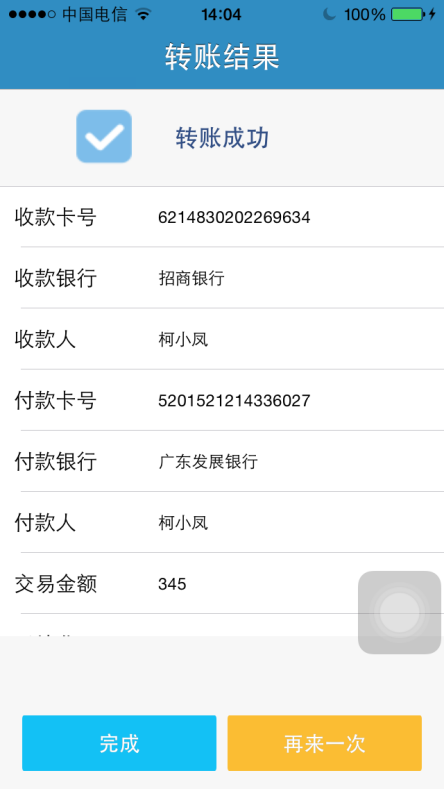 中国电信 14:04 100%
转账结果
转账成功
收款卡号 6214830202269634
收款银行 招商银行
收款人 柯小凤
付款卡号 5201521214336027
付款银行 广东发展银行
付款人 柯小凤
交易金额 345
完成 再来一次